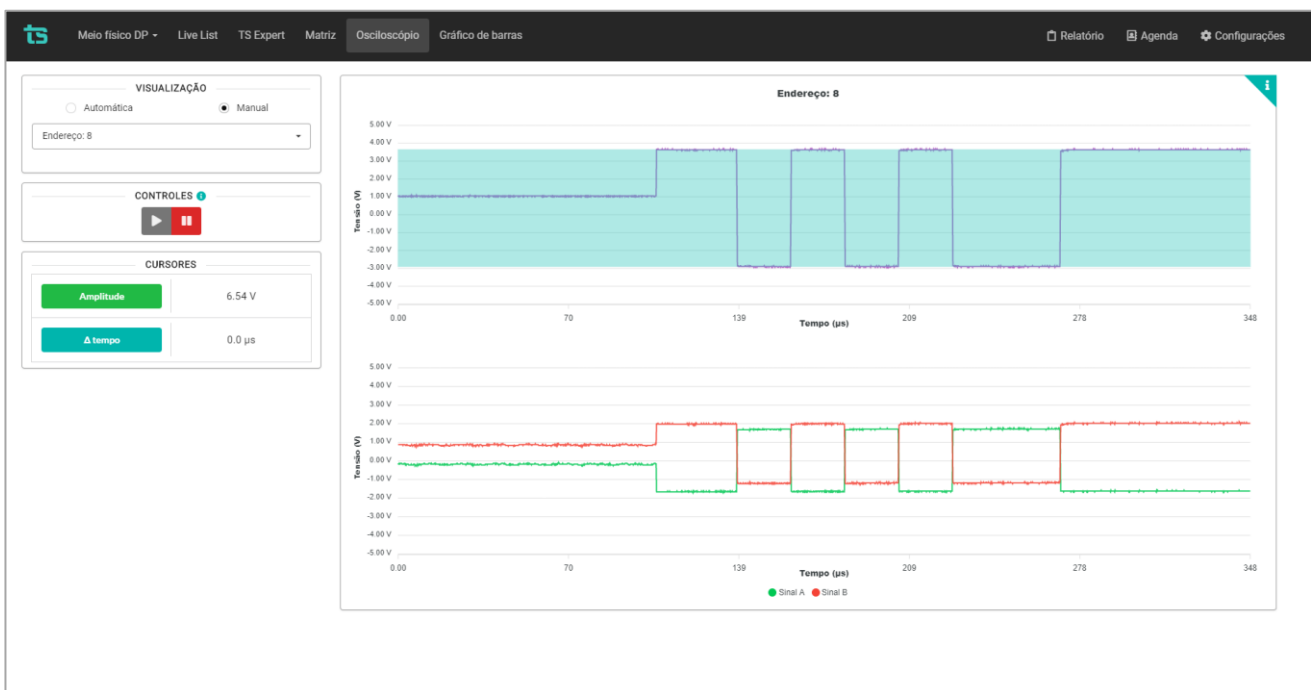 ts Meio físico DP Live List TS Expert Matriz Osciloscópio Gráfico de barras Relatório Agenda Configurações
VISUALIZAÇÃO
Automática Manual
Endereço: 8
CONTROLES i
CURSORES
Amplitude 6.54 V
Δ tempo 0.0 µs
i
Endereço: 8
Tensão (V)
5.00 V
4.00 V
3.00 V
2.00 V
1.00 V
0.00 V
-1.00 V
-2.00 V
-3.00 V
-4.00 V
-5.00 V
0.00 70 139 209 278 348
Tempo (µs)
Tensão (V)
5.00 V
4.00 V
3.00 V
2.00 V
1.00 V
0.00 V
-1.00 V
-2.00 V
-3.00 V
-4.00 V
-5.00 V
0.00 70 139 209 278 348
Tempo (µs)
Sinal A Sinal B